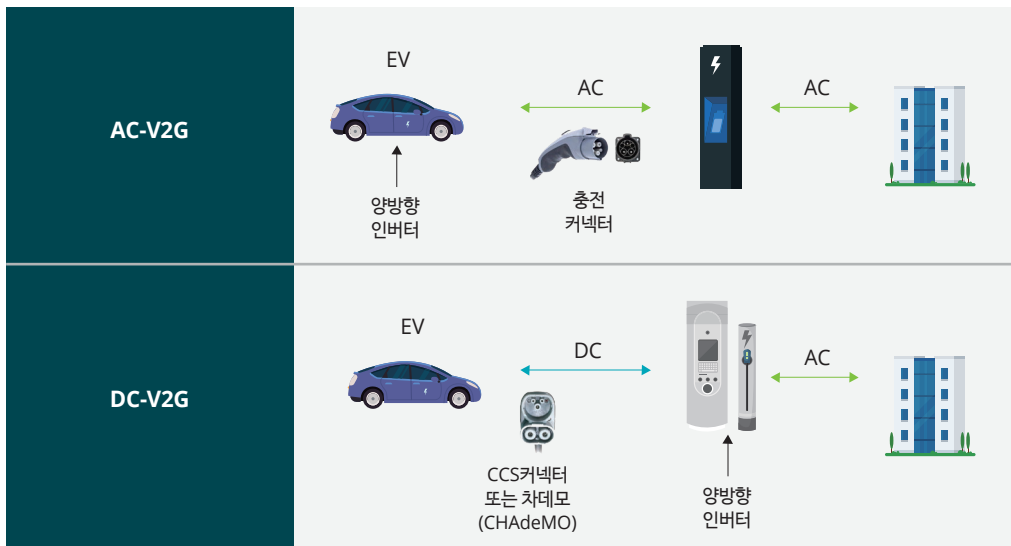 AC-V2G
EV
AC
AC
양방향
인버터
충전
커넥터
DC-V2G
EV
DC
AC
CCS커넥터
또는 차데모
(CHAdeMO)
양방향
인버터